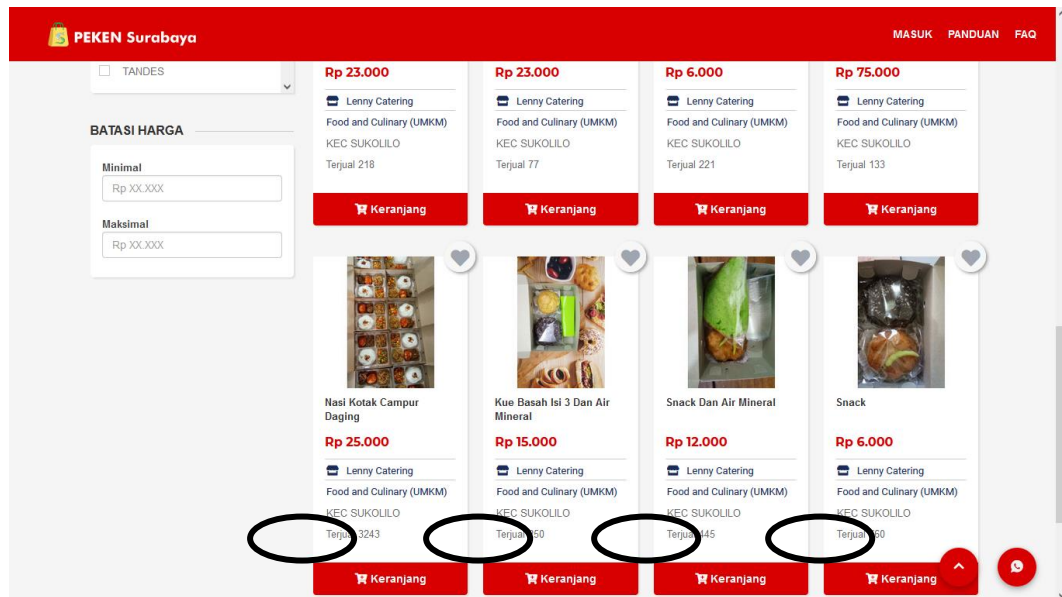 PEKEN Surabaya
MASUK PANDUAN FAQ
TANDES
BATASI HARGA
Minimal
Rp XX.XXX
Maksimal
Rp XX.XXX
Rp 23.000
Lenny Catering
Food and Culinary (UMKM)
KEC SUKOLILO
Terjual 218
Keranjang
Rp 23.000
Lenny Catering
Food and Culinary (UMKM)
KEC SUKOLILO
Terjual 77
Keranjang
Rp 6.000
Lenny Catering
Food and Culinary (UMKM)
KEC SUKOLILO
Terjual 221
Keranjang
Rp 75.000
Lenny Catering
Food and Culinary (UMKM)
KEC SUKOLILO
Terjual 133
Keranjang
Nasi Kotak Campur
Daging
Rp 25.000
Lenny Catering
Food and Culinary (UMKM)
KEC SUKOLILO
Terjual 3243
Keranjang
Kue Basah Isi 3 Dan Air
Mineral
Rp 15.000
Lenny Catering
Food and Culinary (UMKM)
KEC SUKOLILO
Terjual
Keranjang
Snack Dan Air Mineral
Rp 12.000
Lenny Catering
Food and Culinary (UMKM)
KEC SUKOLILO
Terjual
Keranjang
Snack
Rp 6.000
Lenny Catering
Food and Culinary (UMKM)
KEC SUKOLILO
Terjual
Keranjang